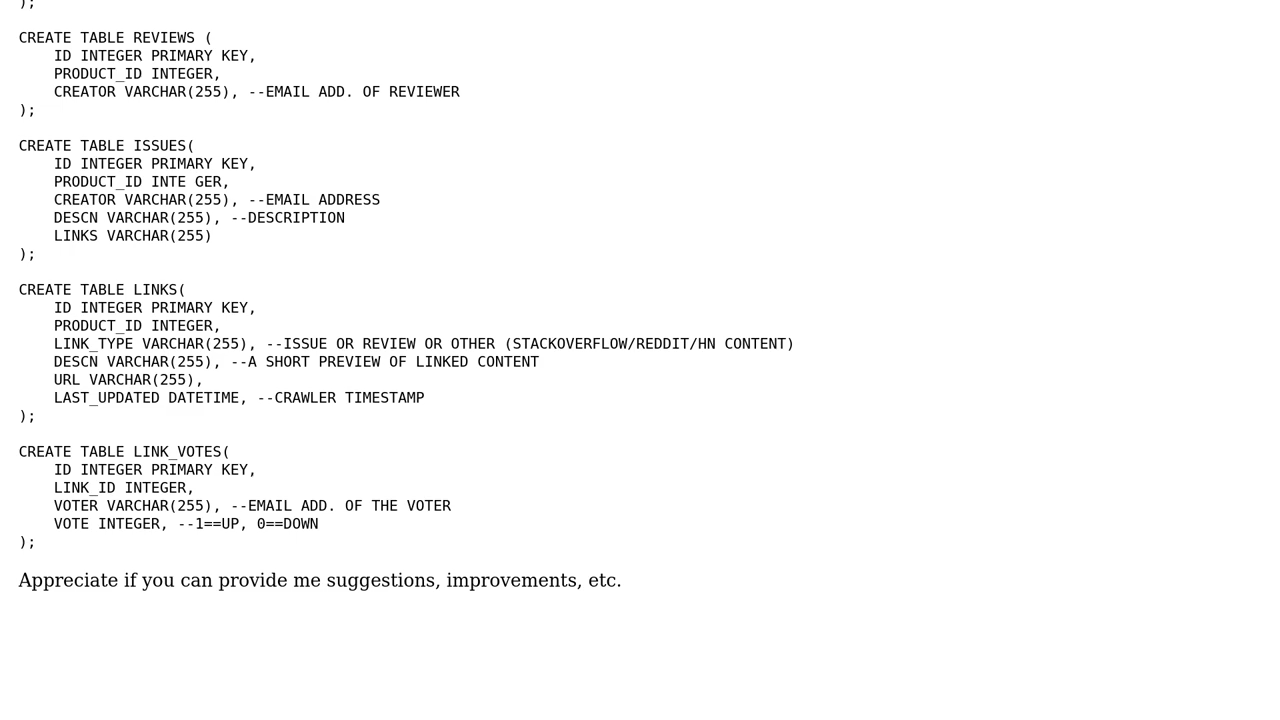 );
CREATE TABLE REVIEWS (
    ID INTEGER PRIMARY KEY,
    PRODUCT_ID INTEGER,
    CREATOR VARCHAR(255), --EMAIL ADD. OF REVIEWER
);
CREATE TABLE ISSUES(
    ID INTEGER PRIMARY KEY,
    PRODUCT_ID INTE GER,
    CREATOR VARCHAR(255), --EMAIL ADDRESS
    DESCN VARCHAR(255), --DESCRIPTION
    LINKS VARCHAR(255)
);
CREATE TABLE LINKS(
    ID INTEGER PRIMARY KEY,
    PRODUCT_ID INTEGER,
    LINK_TYPE VARCHAR(255), --ISSUE OR REVIEW OR OTHER (STACKOVERFLOW/REDDIT/HN CONTENT)
    DESCN VARCHAR(255), --A SHORT PREVIEW OF LINKED CONTENT
    URL VARCHAR(255),
    LAST_UPDATED DATETIME, --CRAWLER TIMESTAMP
);
CREATE TABLE LINK_VOTES(
    ID INTEGER PRIMARY KEY,
    LINK_ID INTEGER,
    VOTER VARCHAR(255), --EMAIL ADD. OF THE VOTER
    VOTE INTEGER, --1==UP, 0==DOWN
);
Appreciate if you can provide me suggestions, improvements, etc.